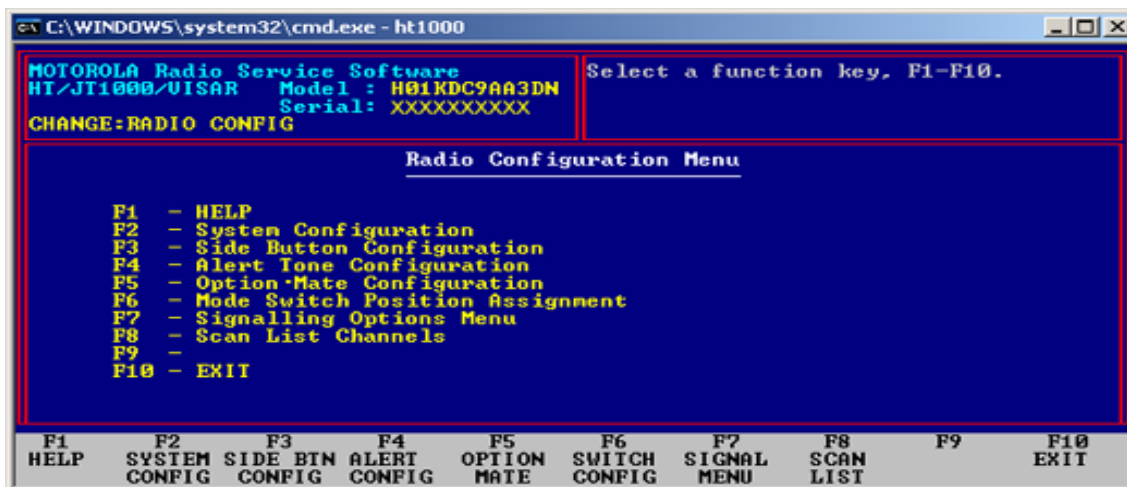 C:\WINDOWS\system32\cmd.exe - ht1000
MOTOROLA Radio Service Software
HT/JT1000/VISAR Model : H01KDC9AA3DN
Serial: XXXXXXXXXX
CHANGE:RADIO CONFIG
Select a function key, F1-F10.
Radio Configuration Menu
F1 - HELP
F2 - System Configuration
F3 - Side Button Configuration
F4 - Alert Tone Configuration
F5 - Option·Mate Configuration
F6 - Mode Switch Position Assignment
F7 - Signalling Options Menu
F8 - Scan List Channels
F9 -
F10 - EXIT
F1 F2 F3 F4 F5 F6 F7 F8 F9 F10
HELP SYSTEM SIDE BTN ALERT OPTION SWITCH SIGNAL SCAN EXIT
CONFIG CONFIG CONFIG MATE CONFIG MENU LIST